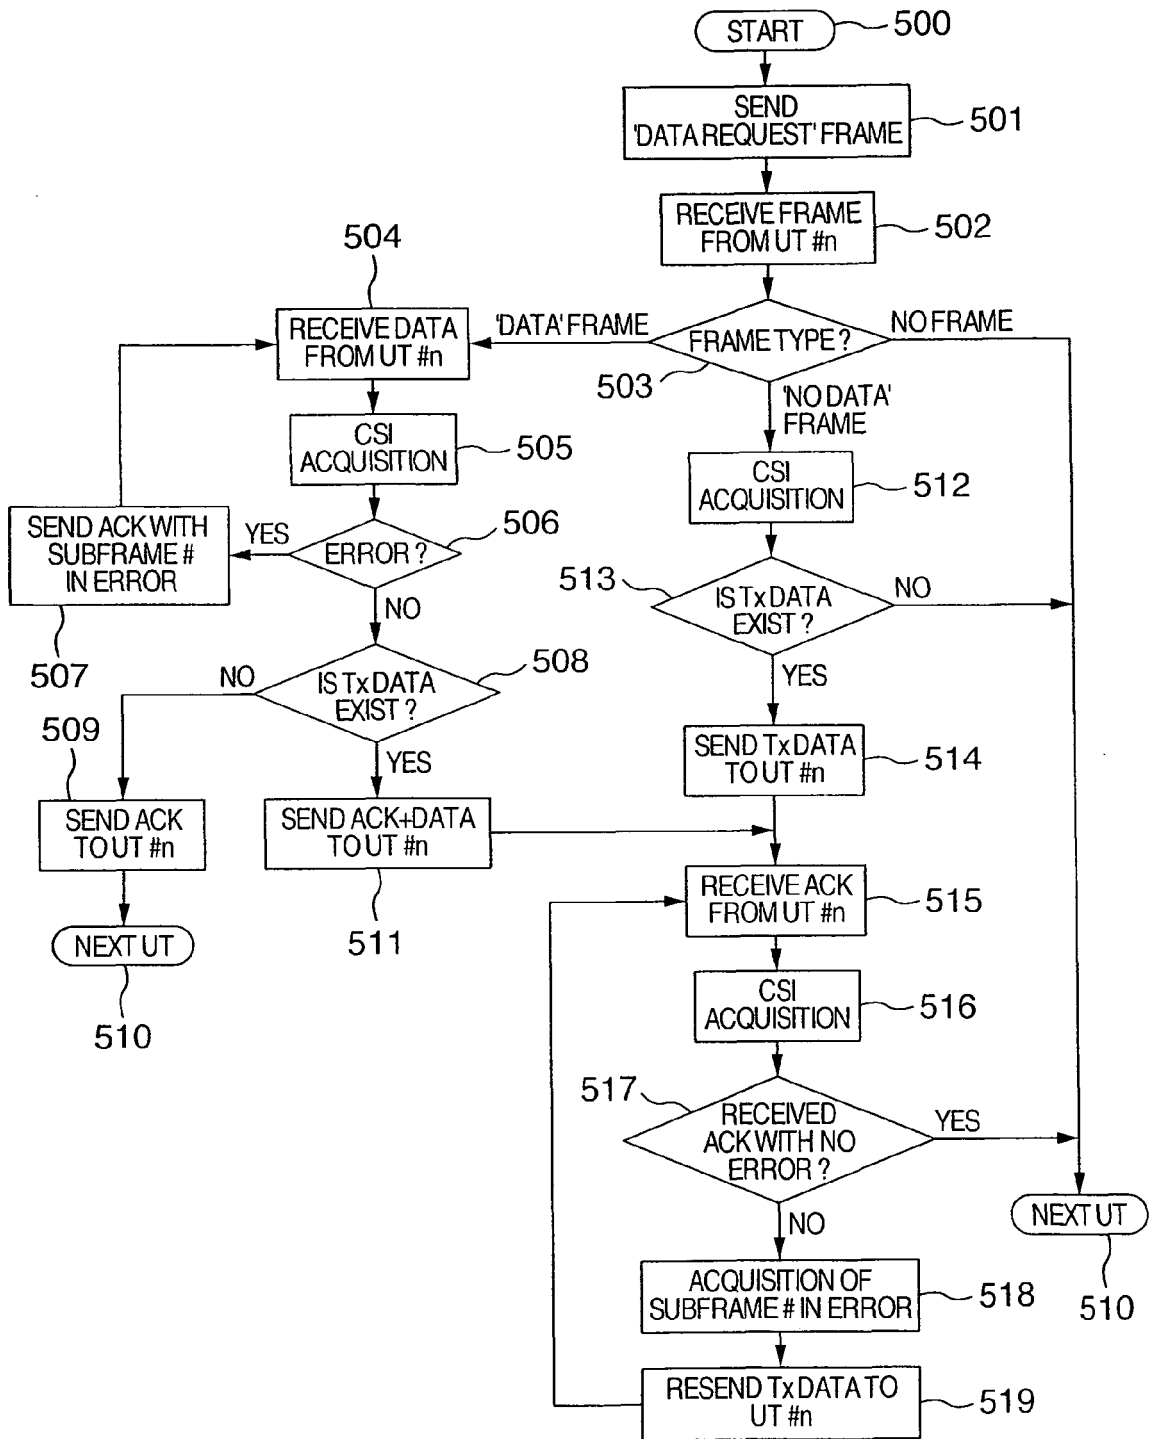 START
500
SEND
'DATA REQUEST' FRAME
501
RECEIVE FRAME
FROM UT #n
502
504
RECEIVE DATA
FROM UT #n
'DATA' FRAME
FRAME TYPE ?
NO FRAME
503
'NO DATA'
FRAME
CSI
ACQUISITION
505
CSI
ACQUISITION
512
SEND ACK WITH
SUBFRAME #
IN ERROR
YES
ERROR ?
506
513
IS Tx DATA
EXIST ?
NO
NO
507
NO
IS Tx DATA
EXIST ?
508
YES
509
YES
SEND Tx DATA
TO UT #n
514
SEND ACK
TO UT #n
SEND ACK+DATA
TO UT #n
RECEIVE ACK
FROM UT #n
515
511
NEXT UT
510
CSI
ACQUISITION
516
517
RECEIVED
ACK WITH NO
ERROR ?
YES
NO
NEXT UT
510
ACQUISITION OF
SUBFRAME # IN ERROR
518
RESEND Tx DATA TO
UT #n
519